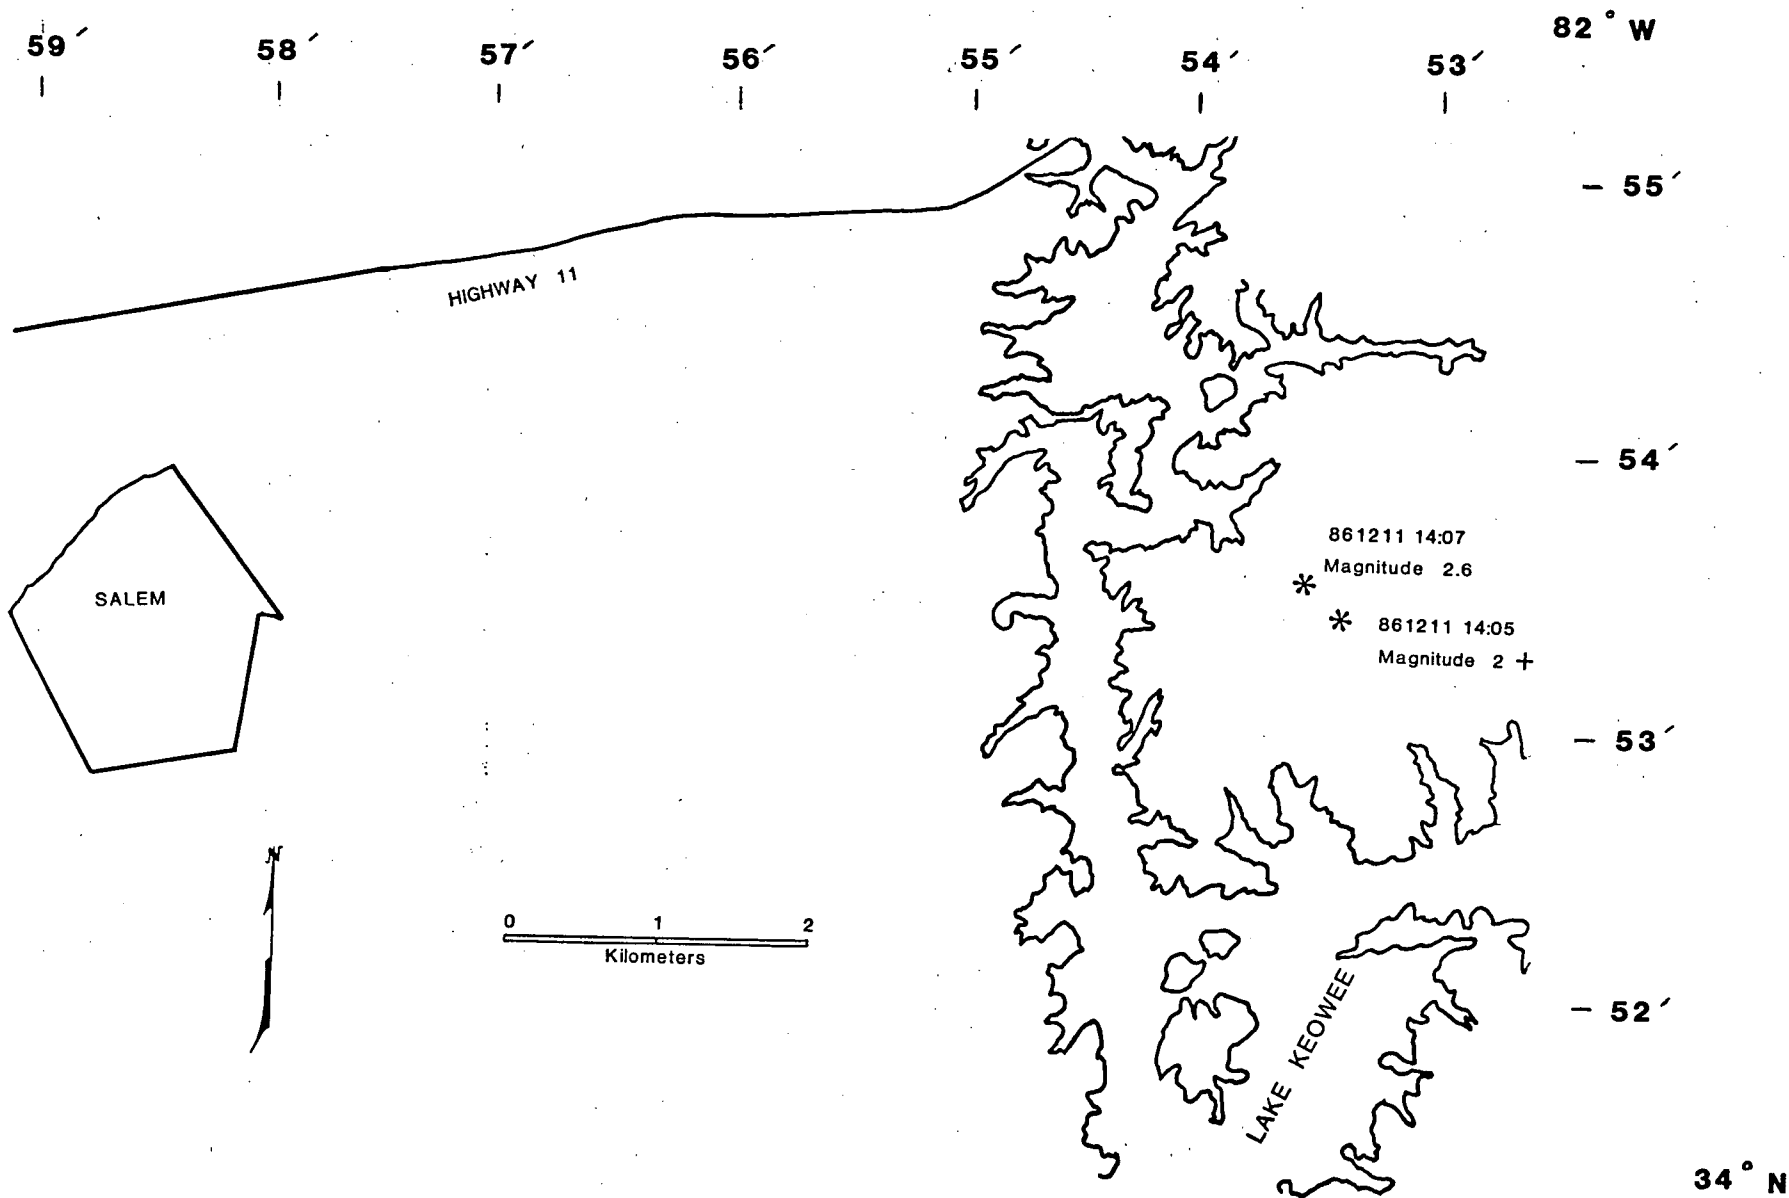 82° W
59′ 58′ 57′ 56′ 55′ 54′ 53′
55′
HIGHWAY 11
54′
861211 14:07
Magnitude 2.6
SALEM
861211 14:05
Magnitude 2+
53′
N
0 1 2
Kilometers
LAKE KEOWEE
52′
34° N